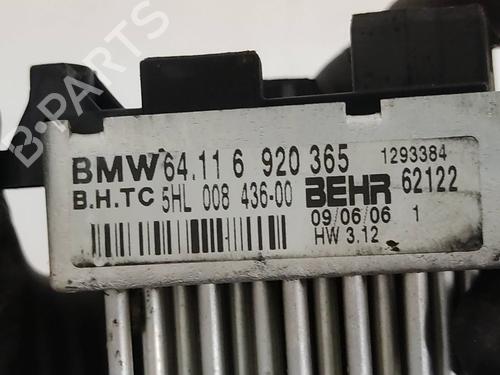 B-PARTS
BMW 64.11 6 920 365 1293384
B.H.TC 5HL 008 436-00 BEHR 62122
09/06/06 1
HW 3.12